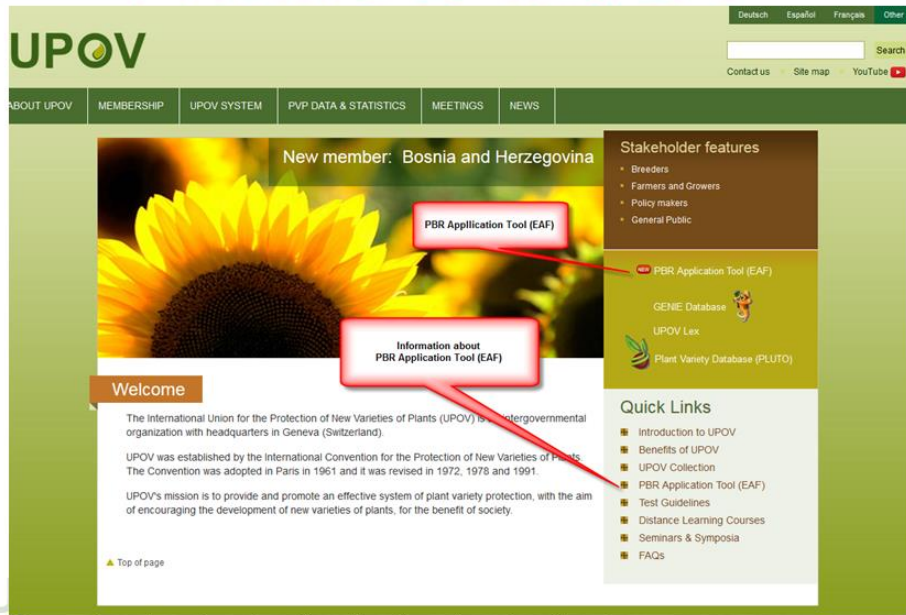 Deutsch Español Français Other
UPOV
Search
Contact us Site map YouTube
ABOUT UPOV MEMBERSHIP UPOV SYSTEM PVP DATA & STATISTICS MEETINGS NEWS
New member: Bosnia and Herzegovina
PBR Appllication Tool (EAF)
Information about
PBR Application Tool (EAF)
Stakeholder features
Breeders
Farmers and Growers
Policy makers
General Public
NEW PBR Application Tool (EAF)
GENIE Database
UPOV Lex
Plant Variety Database (PLUTO)
Welcome
The International Union for the Protection of New Varieties of Plants (UPOV) is intergovernmental
organization with headquarters in Geneva (Switzerland).
UPOV was established by the International Convention for the Protection of New Varieties of Plants.
The Convention was adopted in Paris in 1961 and it was revised in 1972, 1978 and 1991.
UPOV's mission is to provide and promote an effective system of plant variety protection, with the aim
of encouraging the development of new varieties of plants, for the benefit of society.
Top of page
Quick Links
Introduction to UPOV
Benefits of UPOV
UPOV Collection
PBR Application Tool (EAF)
Test Guidelines
Distance Learning Courses
Seminars & Symposia
FAQs